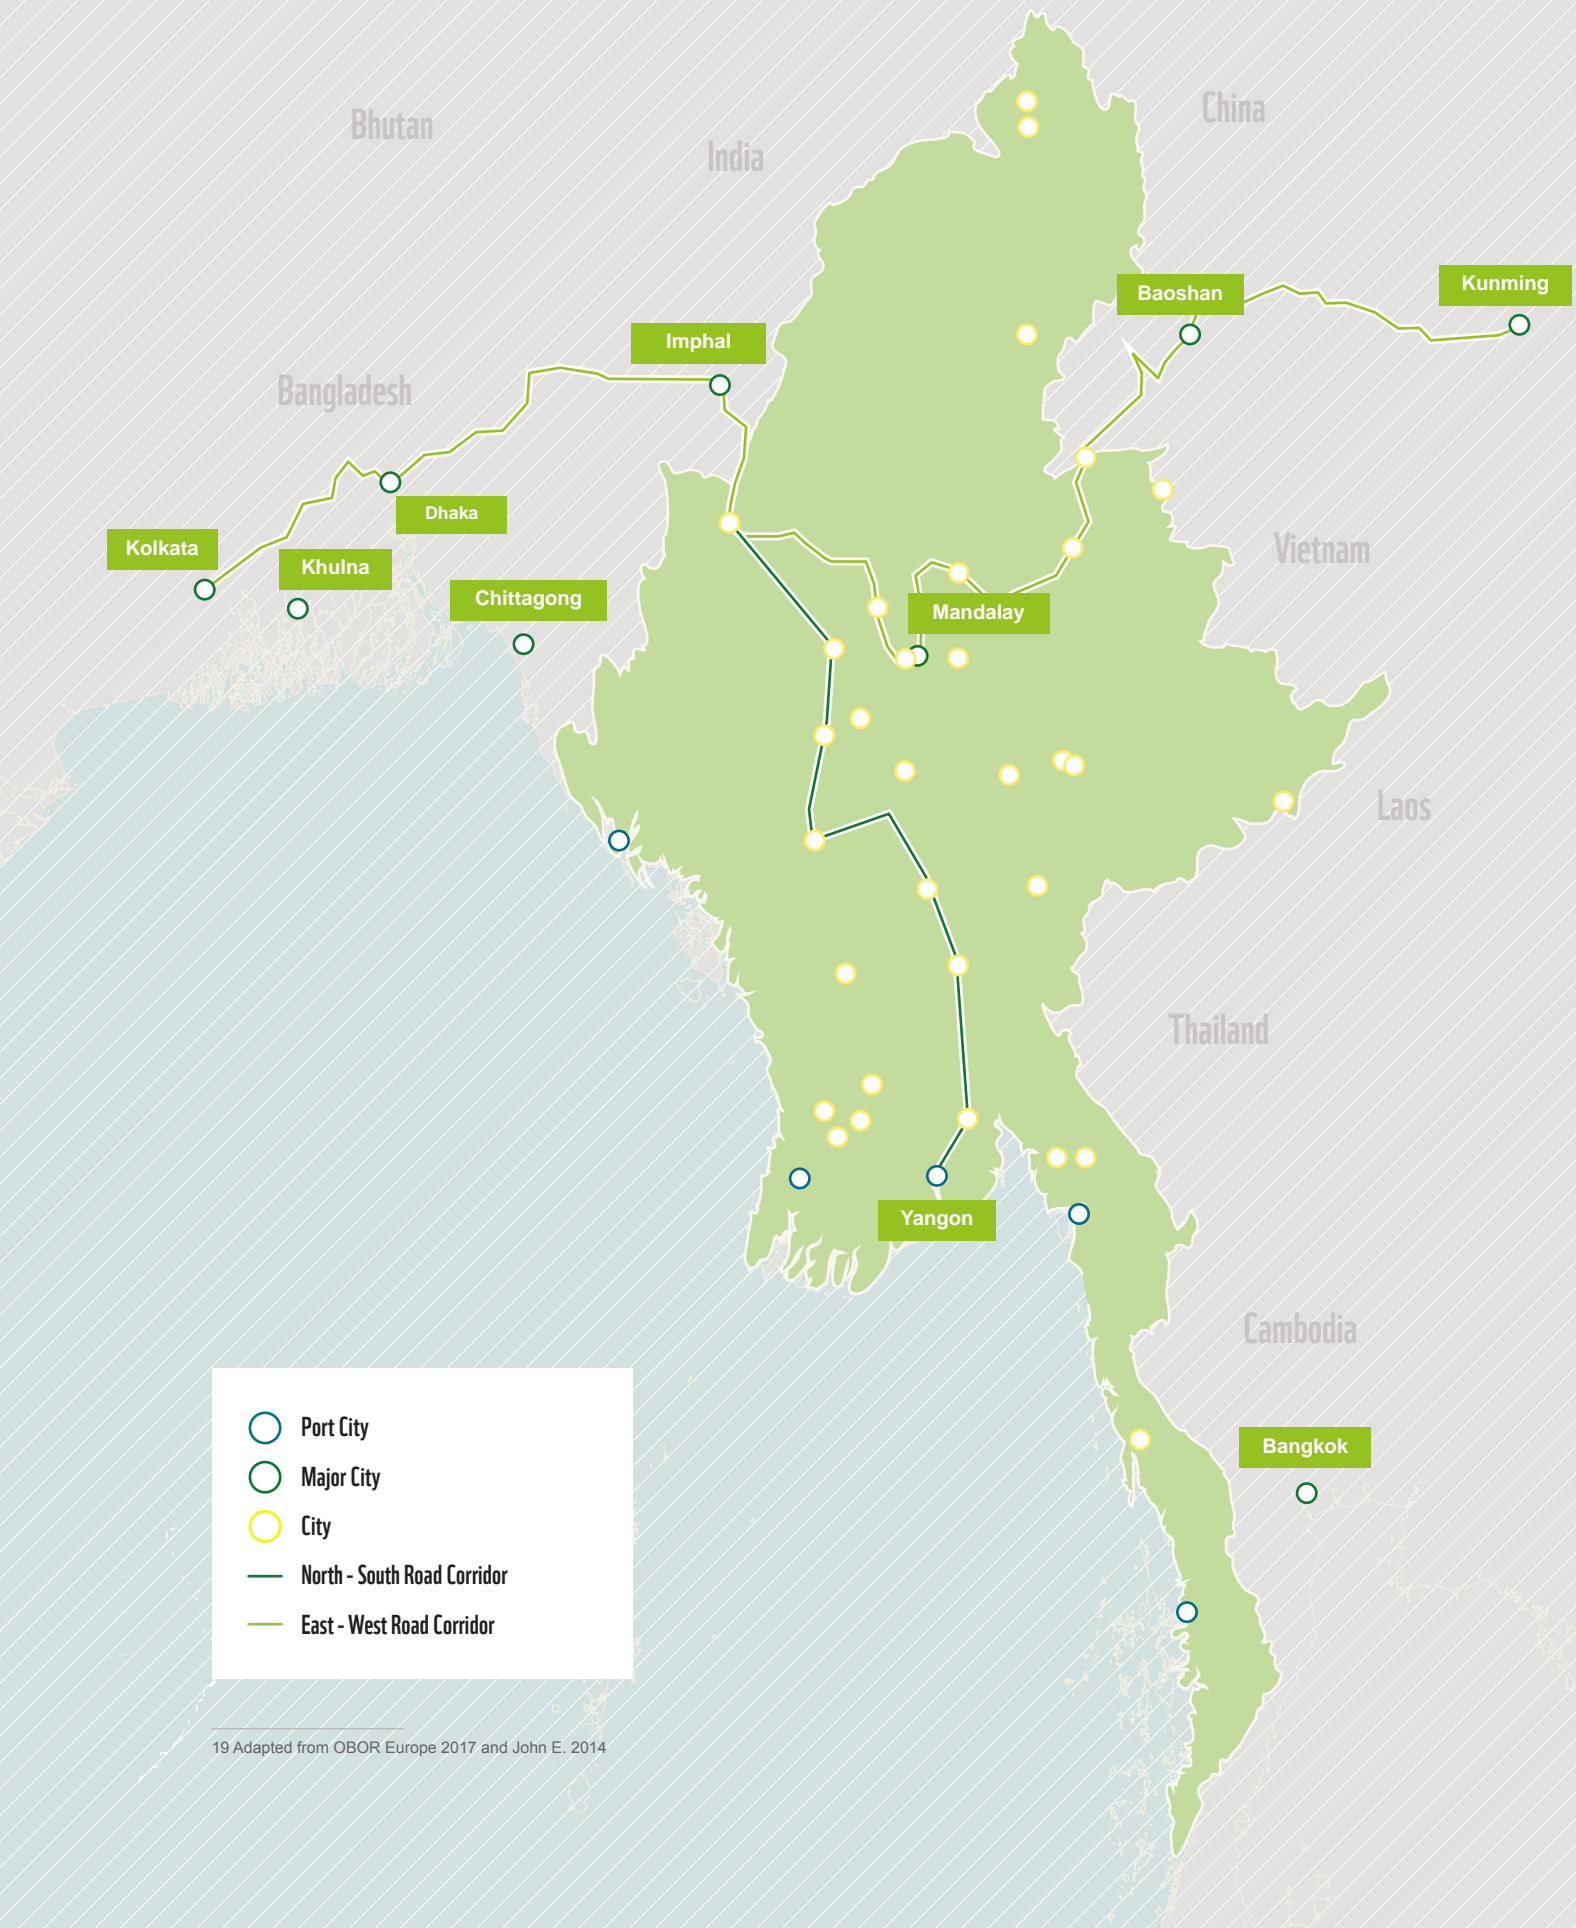 China
Bhutan
India
Kunming
Baoshan
Imphal
Bangladesh
Dhaka
Kolkata
Vietnam
Khulna
Chittagong
Mandalay
Laos
Thailand
Yangon
Cambodia
Port City
Bangkok
Major City
City
North - South Road Corridor
East - West Road Corridor
19 Adapted from OBOR Europe 2017 and John E. 2014